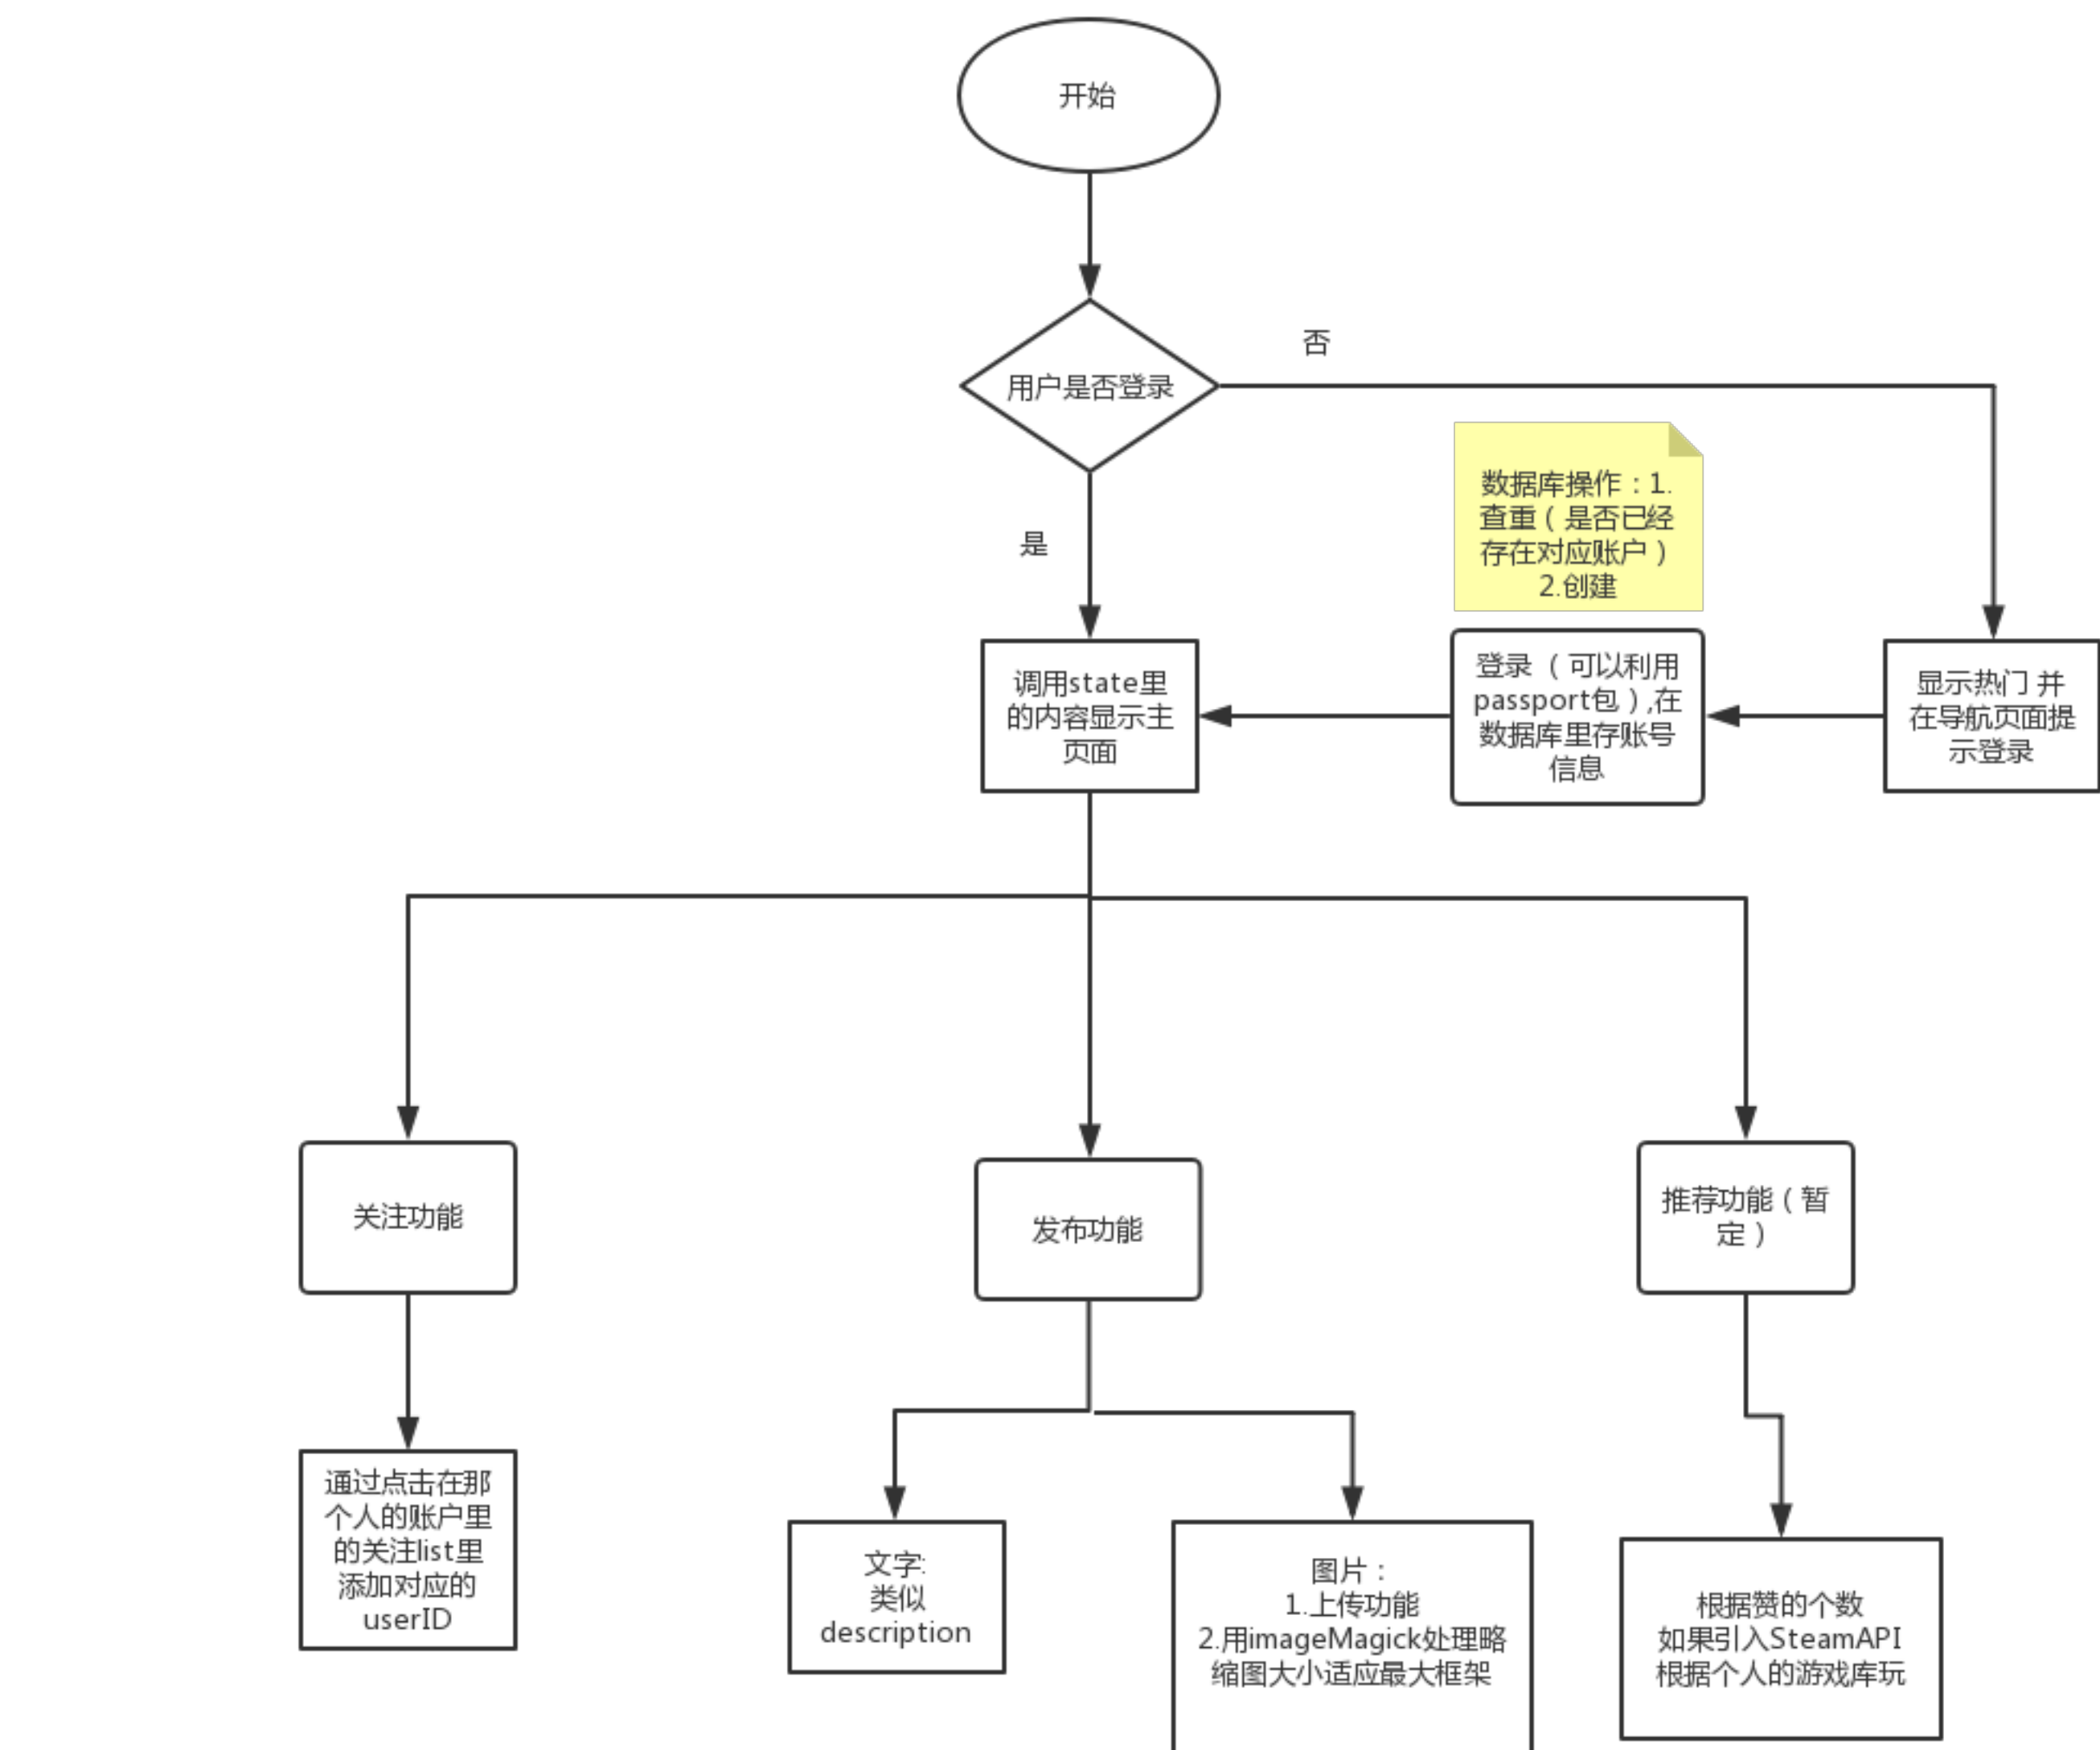 开始
用户是否登录
否
数据库操作：1.
查重（是否已经
存在对应账户）
2.创建
是
调用state里
的内容显示主
页面
登录（可以利用
passport包）,在
数据库里存账号
信息
显示热门 并
在导航页面提
示登录
关注功能
发布功能
推荐功能（暂
定）
通过点击在那
个人的账户里
的关注list里
添加对应的
userID
文字:
类似
description
图片：
1.上传功能
2.用imageMagick处理略
缩图大小适应最大框架
根据赞的个数
如果引入SteamAPI
根据个人的游戏库玩